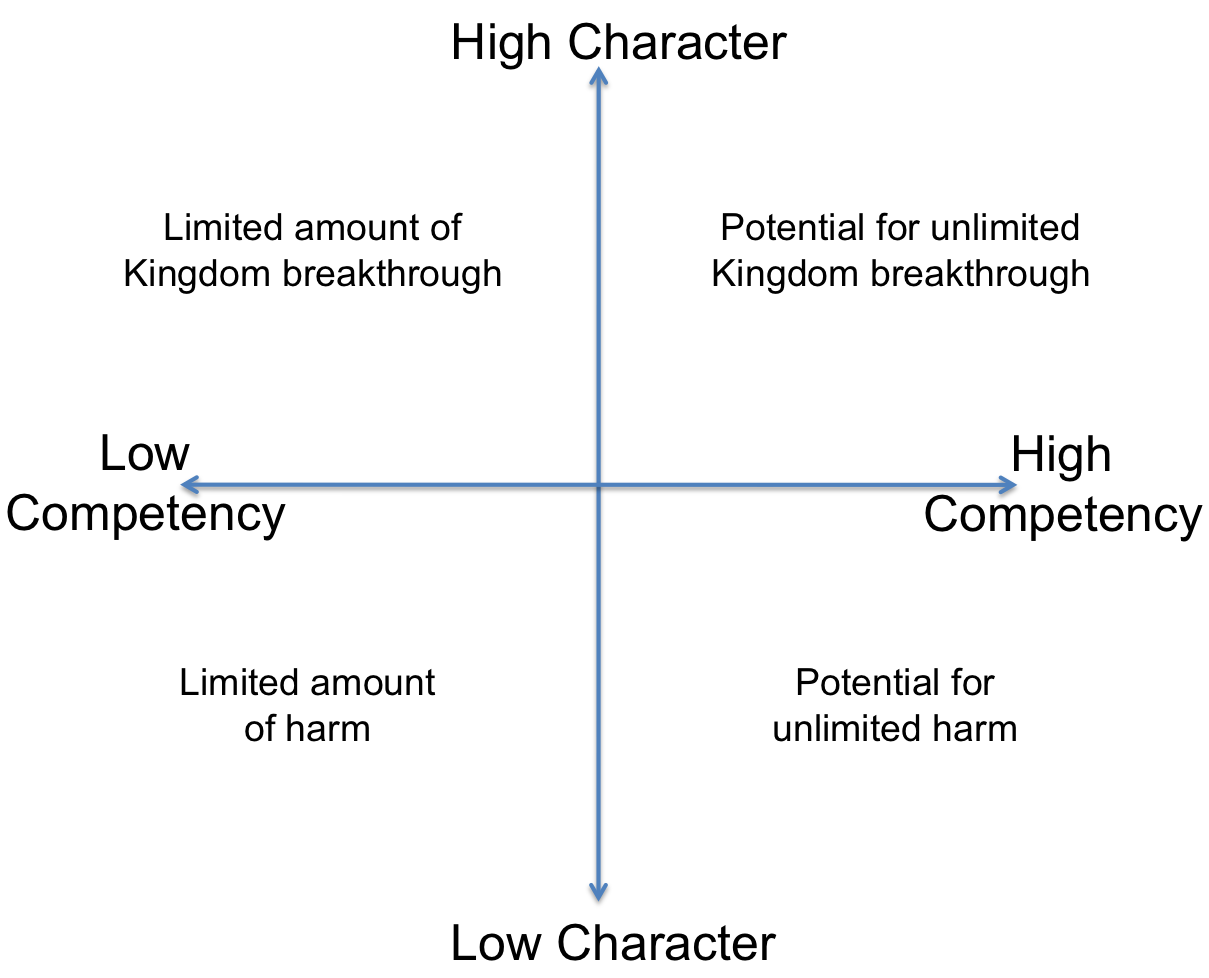 High Character
Limited amount of
Kingdom breakthrough
Potential for unlimited
Kingdom breakthrough
Low
Competency
High
Competency
Limited amount
of harm
Potential for
unlimited harm
Low Character